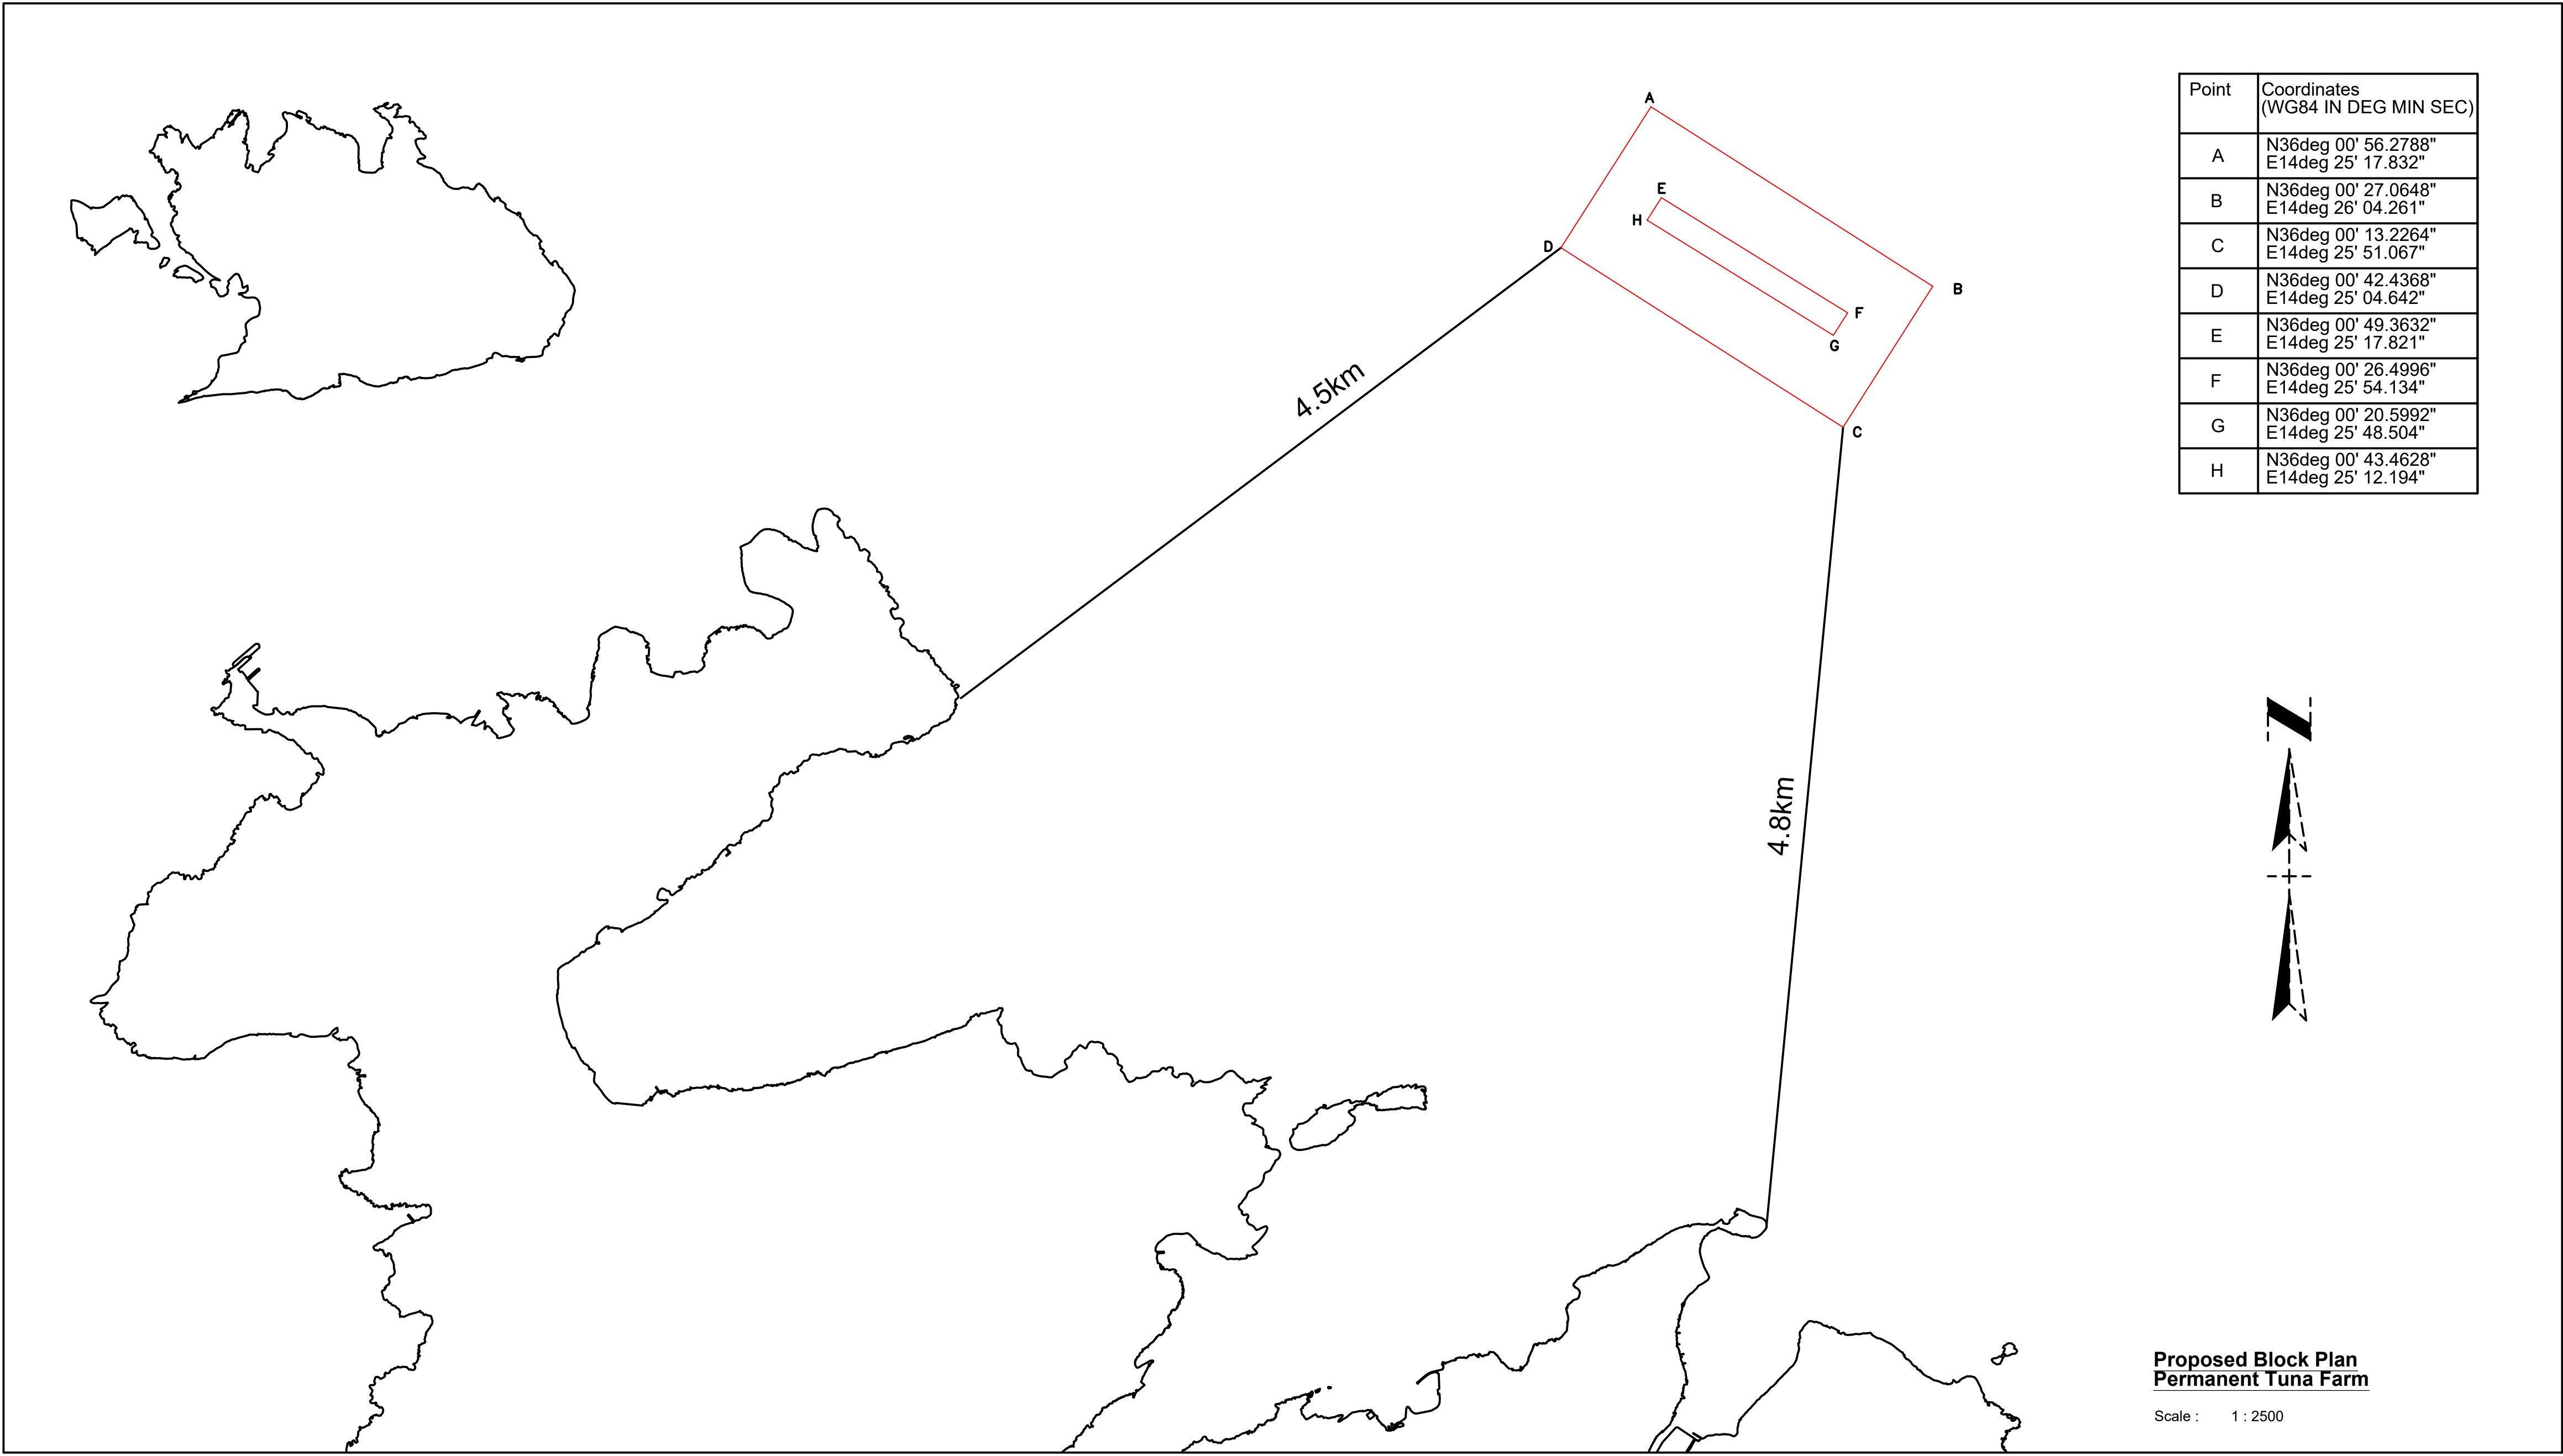 A
B
C
D
E
F
G
H
4.5km
4.8km
Point
Coordinates
(WG84 IN DEG MIN SEC)
A
N36deg 00' 56.2788"
E14deg 25' 17.832"
B
N36deg 00' 27.0648"
E14deg 26' 04.261"
C
N36deg 00' 13.2264"
E14deg 25' 51.067"
D
N36deg 00' 42.4368"
E14deg 25' 04.642"
E
N36deg 00' 49.3632"
E14deg 25' 17.821"
F
N36deg 00' 26.4996"
E14deg 25' 54.134"
G
N36deg 00' 20.5992"
E14deg 25' 48.504"
H
N36deg 00' 43.4628"
E14deg 25' 12.194"
N
Proposed Block Plan
Permanent Tuna Farm
Scale : 1 : 2500